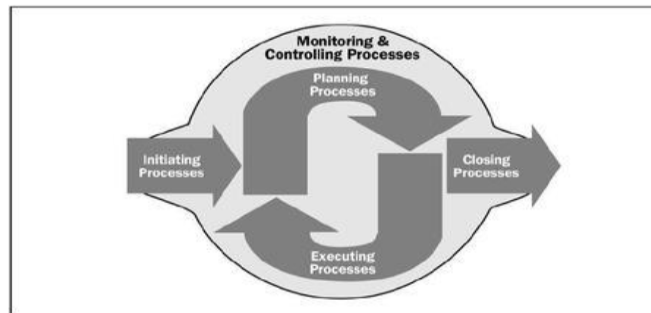 Monitoring &
Controlling Processes
Planning
Processes
Initiating
Processes
Closing
Processes
Executing
Processes